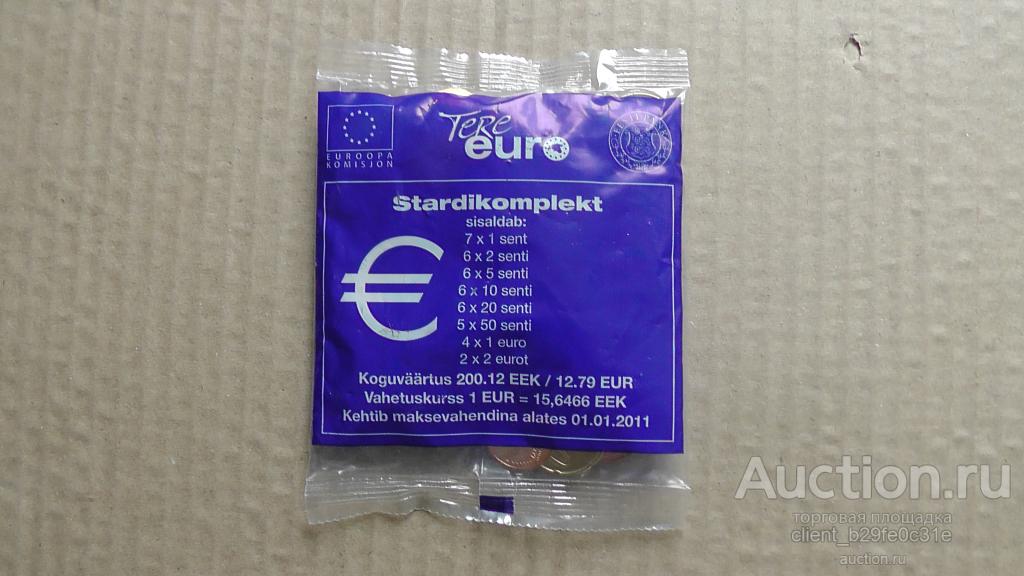 EUROOPA
KOMISJON
Tere
euro
Stardikomplekt
sisaldab:
7 x 1 sent
6 x 2 senti
6 x 5 senti
6 x 10 senti
6 x 20 senti
5 x 50 senti
4 x 1 euro
2 x 2 eurot
€
Koguväärtus 200.12 EEK / 12.79 EUR
Vahetuskurss 1 EUR = 15,6466 EEK
Kehtib maksevahendina alates 01.01.2011
Auction.ru
торговая площадка
client_b29fe0c31e
auction.ru